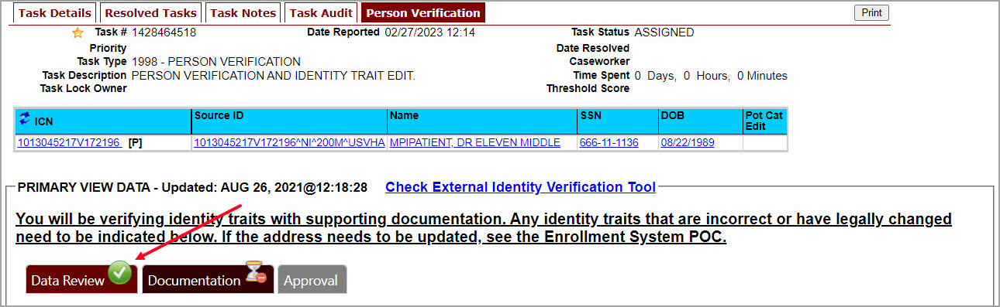 Task Details Resolved Tasks Task Notes Task Audit Person Verification Print
Task # 1428464518 Date Reported 02/27/2023 12:14 Task Status ASSIGNED
Priority Date Resolved
Task Type 1998 - PERSON VERIFICATION Caseworker
Task Description PERSON VERIFICATION AND IDENTITY TRAIT EDIT. Time Spent 0 Days, 0 Hours, 0 Minutes
Task Lock Owner Threshold Score
ICN Source ID Name SSN DOB Pot Cat
Edit
1013045217V172196 [P] 1013045217V172196^NI^200M^USVHA MPIPATIENT, DR ELEVEN MIDDLE 666-11-1136 08/22/1989
PRIMARY VIEW DATA - Updated: AUG 26, 2021@12:18:28 Check External Identity Verification Tool
You will be verifying identity traits with supporting documentation. Any identity traits that are incorrect or have legally changed
need to be indicated below. If the address needs to be updated, see the Enrollment System POC.
Data Review Documentation Approval